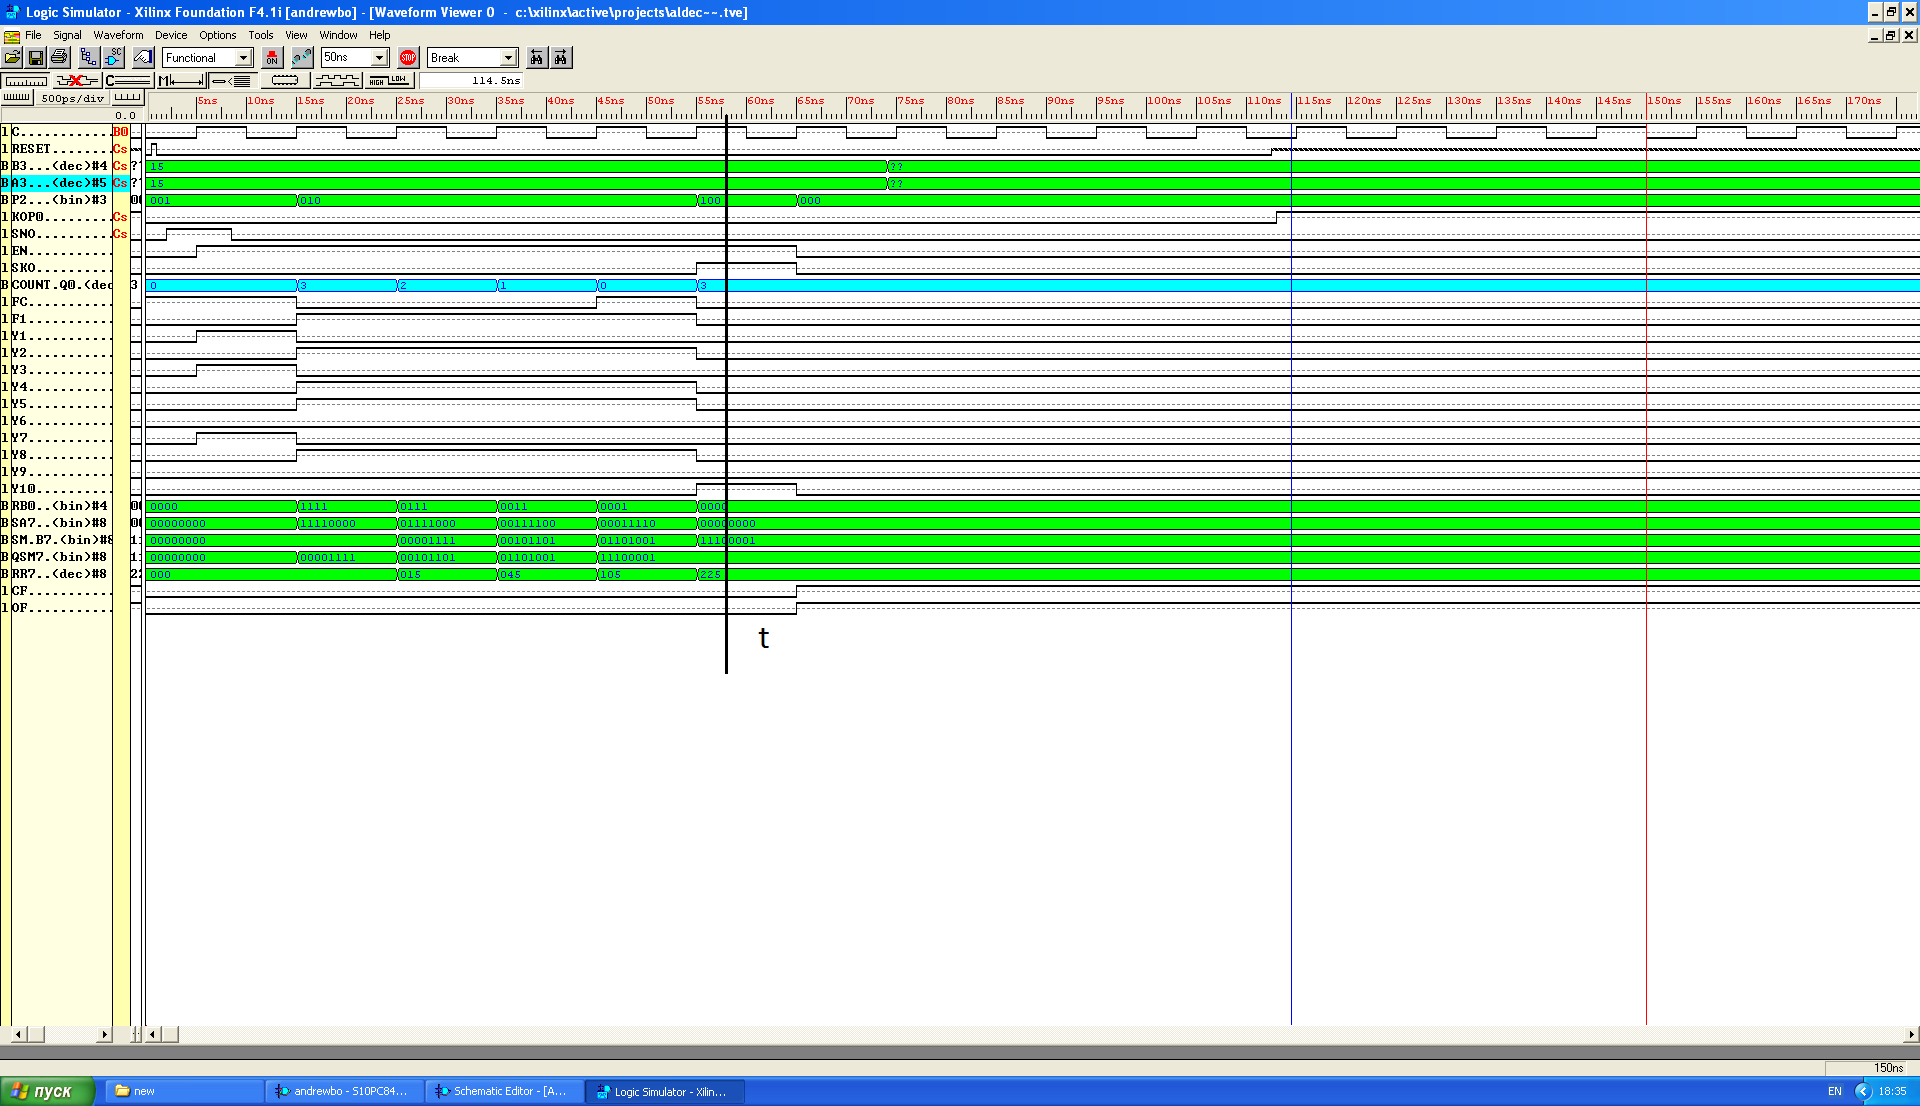 Logic Simulator - Xilinx Foundation F4.1i [andrewbo] - [Waveform Viewer 0 - c:\xilinx\active\projects\aldec~~.tve]
File Signal Waveform Device Options Tools View Window Help
Functional ON 50ns STOP Break
C M HIGH LOW 114.5ns
500ps/div 5ns 10ns 15ns 20ns 25ns 30ns 35ns 40ns 45ns 50ns 55ns 60ns 65ns 70ns 75ns 80ns 85ns 90ns 95ns 100ns 105ns 110ns 115ns 120ns 125ns 130ns 135ns 140ns 145ns 150ns 155ns 160ns 165ns 170ns
0.0
1 C............ B0
1 RESET........ Cs
B B3...(dec)#4 Cs ?? 15 ??
B A3...(dec)#5 Cs ?? 15 ??
B P2...(bin)#3 00 001 010 100 000
1 KOP0......... Cs
1 SNO.......... Cs
1 EN...........
1 SKO..........
B COUNT.Q0.(dec 3 0 3 2 1 0 3
1 FC...........
1 F1...........
1 Y1...........
1 Y2...........
1 Y3...........
1 Y4...........
1 Y5...........
1 Y6...........
1 Y7...........
1 Y8...........
1 Y9...........
1 Y10..........
B RB0..(bin)#4 00 0000 1111 0111 0011 0001 0000
B SA7..(bin)#8 00 00000000 11110000 01111000 00111100 00011110 00000000
B SM.B7.(bin)#8 11 00000000 00001111 00101101 01101001 11100001
B QSM7.(bin)#8 11 00000000 00001111 00101101 01101001 11100001
B RR7..(dec)#8 22 000 015 045 105 225
1 CF...........
1 OF...........
t
150ns
пуск new andrewbo - S10PC84... Schematic Editor - [A... Logic Simulator - Xilin... EN 18:35